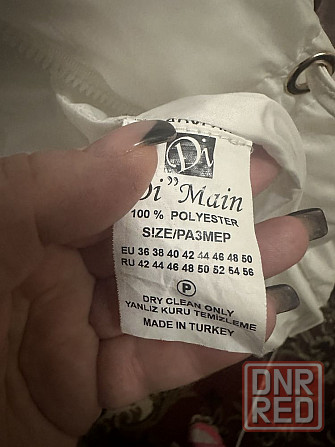 Di
Di" Main
100 % POLYESTER
SIZE/РАЗМЕР
EU 36 38 40 42 44 46 48 50
RU 42 44 46 48 50 52 54 56
P
DRY CLEAN ONLY
YANLIZ KURU TEMIZLEME
MADE IN TURKEY
DNR
RED